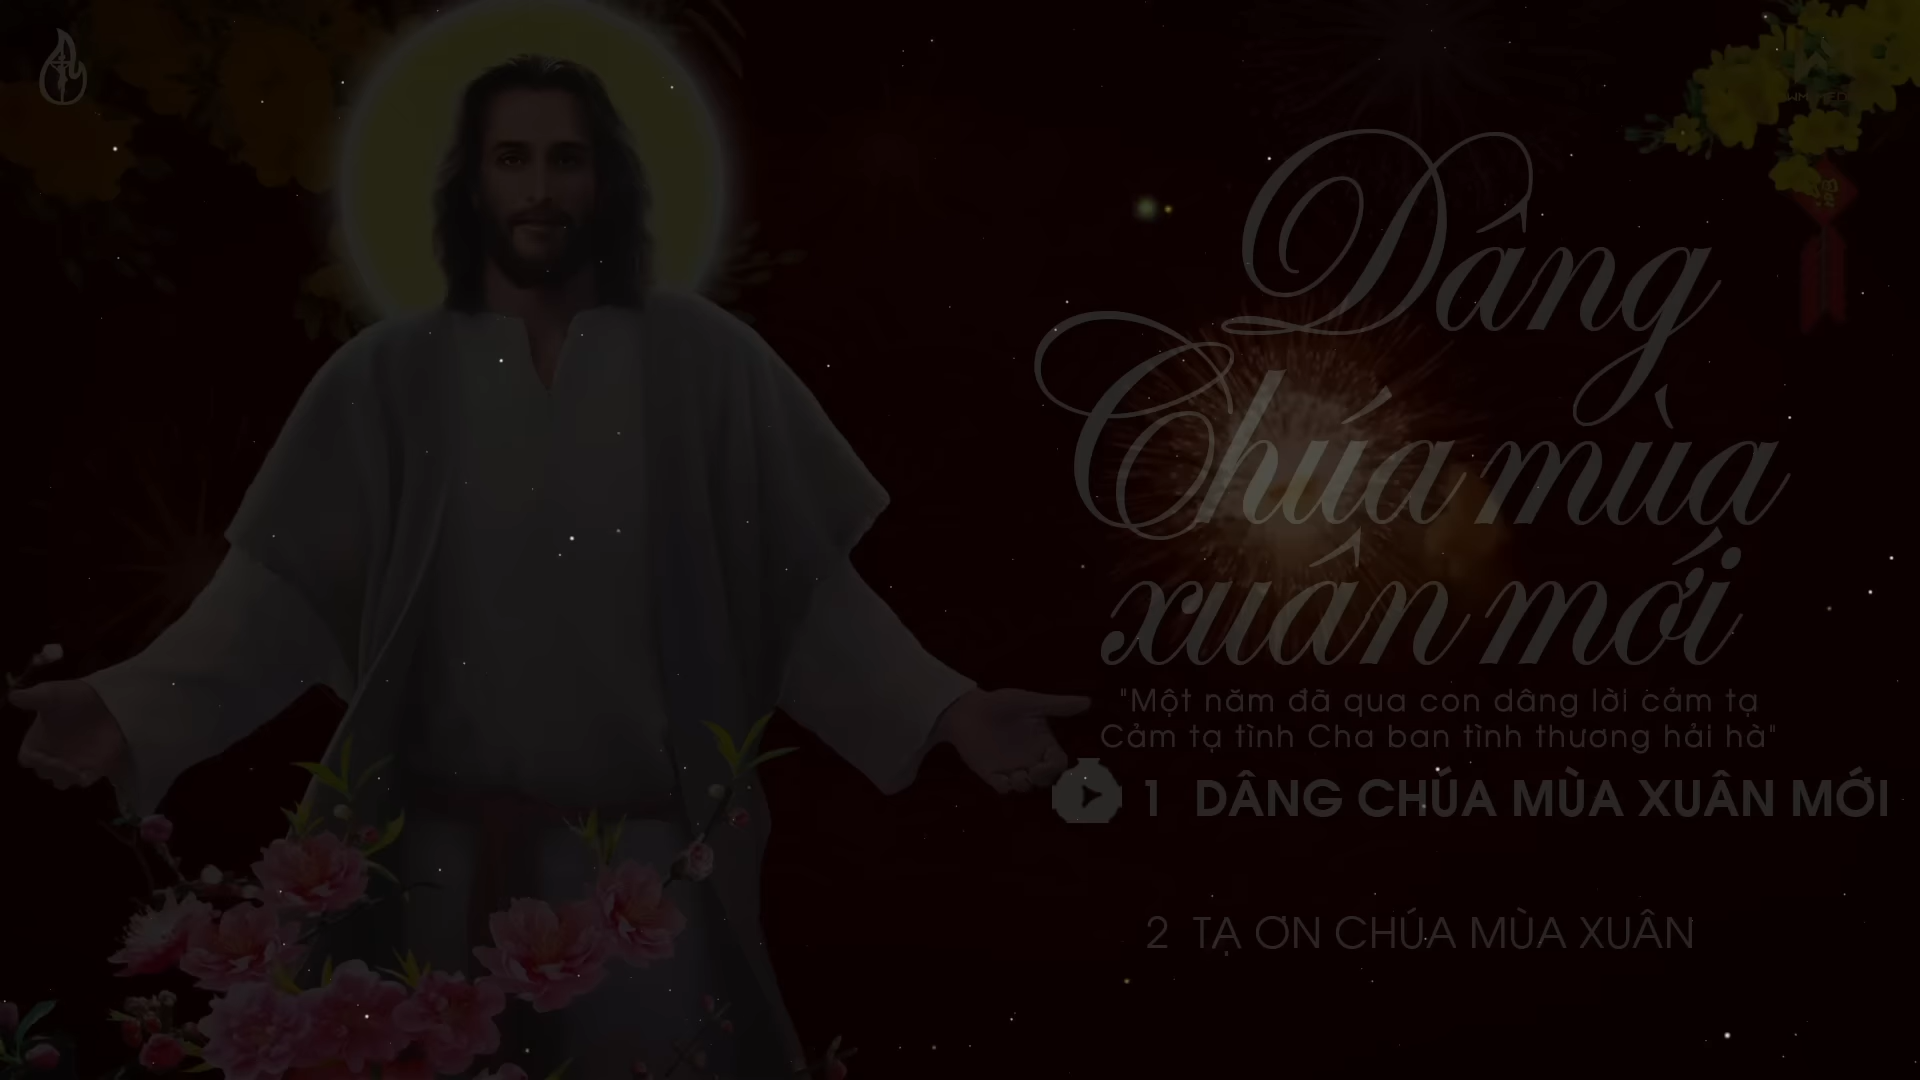 Dâng
Chúa mùa
xuân mới
"Một năm đã qua con dâng lời cảm tạ
Cảm tạ tình Cha ban tình thương hải hà"
1 DÂNG CHÚA MÙA XUÂN MỚI
2 TẠ ƠN CHÚA MÙA XUÂN